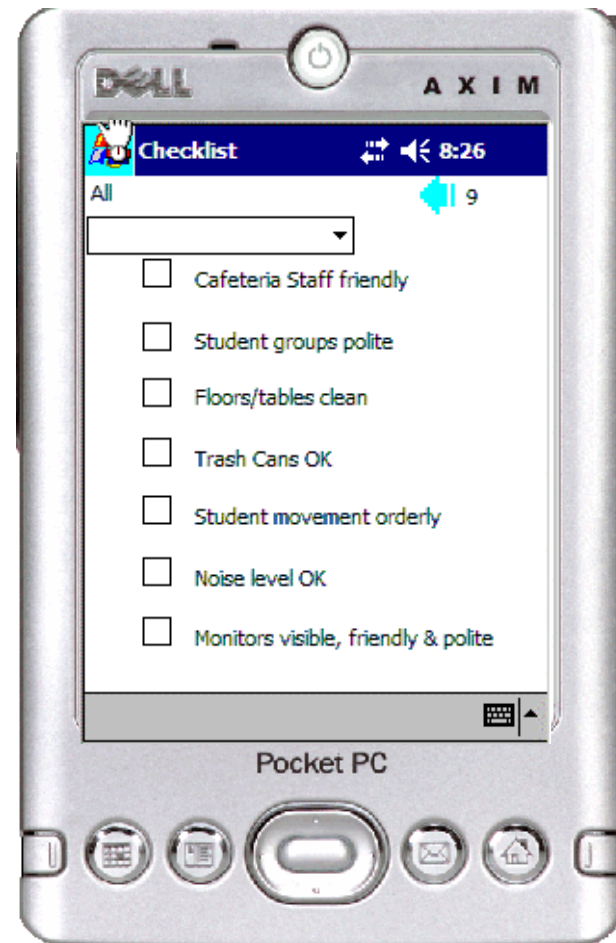 DELL
AXIM
Checklist 8:26
All 9
Cafeteria Staff friendly
Student groups polite
Floors/tables clean
Trash Cans OK
Student movement orderly
Noise level OK
Monitors visible, friendly & polite
Pocket PC